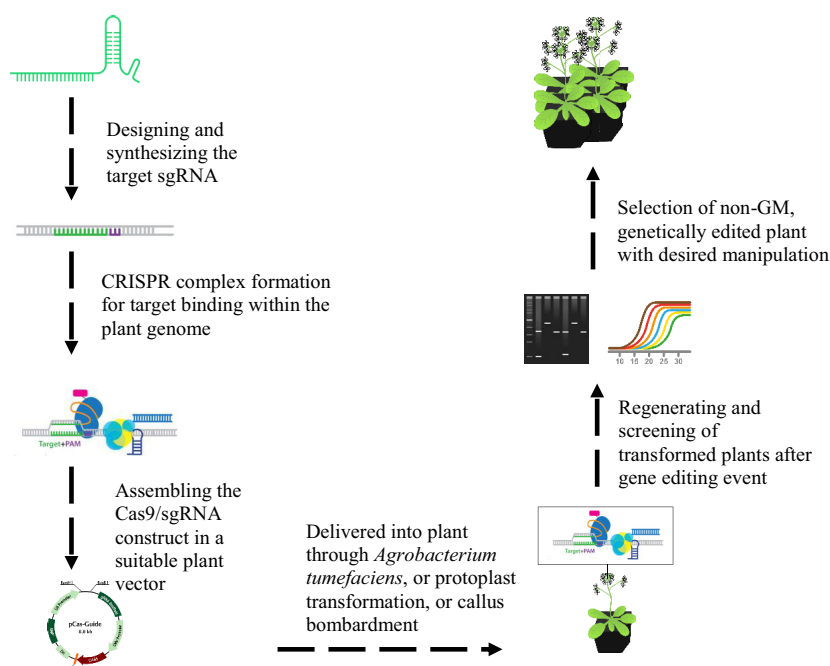 Designing and
synthesizing the
target sgRNA
CRISPR complex formation
for target binding within the
plant genome
Target+PAM
Assembling the
Cas9/sgRNA
construct in a
suitable plant
vector
pCas-Guide
8.0 kb
Delivered into plant
through Agrobacterium
tumefaciens, or protoplast
transformation, or callus
bombardment
Target+PAM
Regenerating and
screening of
transformed plants after
gene editing event
10 15 20 25 30
Selection of non-GM,
genetically edited plant
with desired manipulation